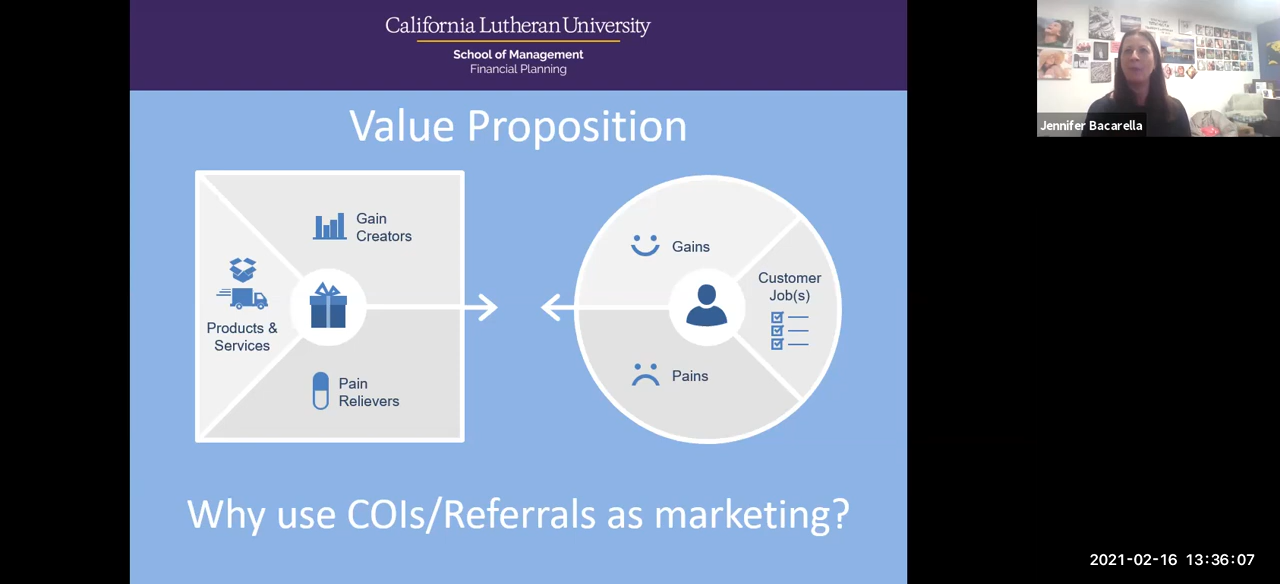 California Lutheran University
School of Management
Financial Planning
Value Proposition
Gain
Creators
Products &
Services
Pain
Relievers
Gains
Customer
Job(s)
Pains
Why use COIs/Referrals as marketing?
Jennifer Bacarella
2021-02-16 13:36:07